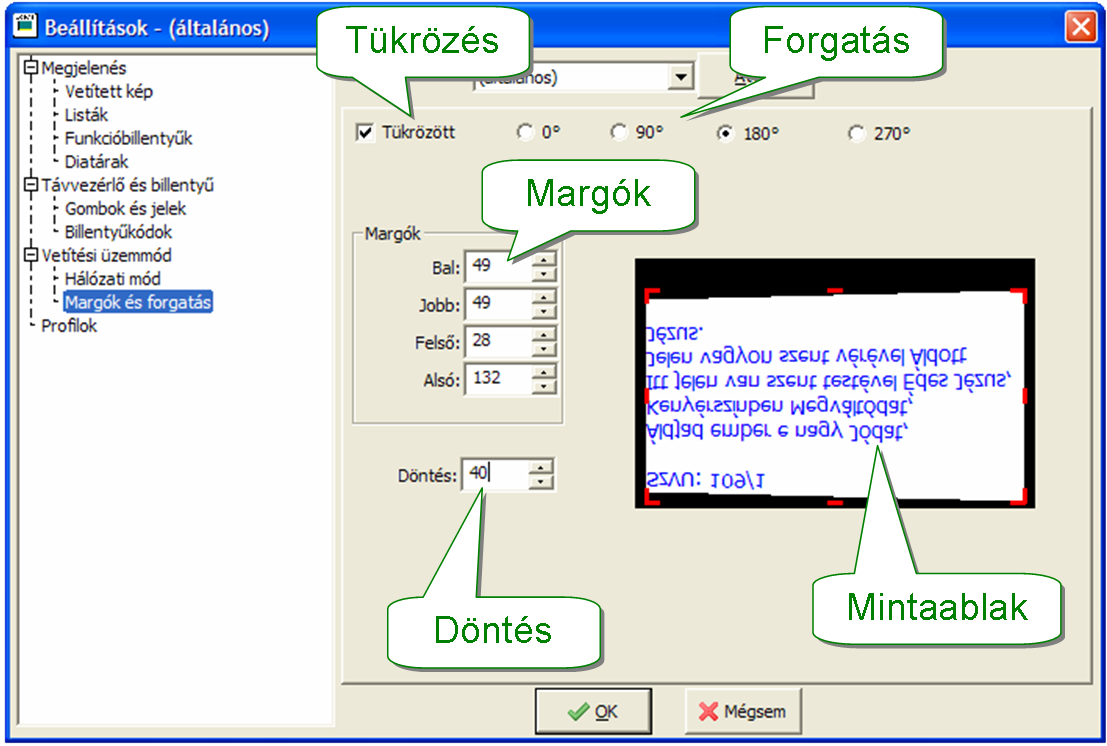 Beállítások - (általános)
Tükrözés
Forgatás
(általános)
Megjelenés
Vetített kép
Listák
Funkcióbillentyűk
Diatárak
Távvezérlő és billentyű
Gombok és jelek
Billentyűkódok
Vetítési üzemmód
Hálózati mód
Margók és forgatás
Profilok
Tükrözött
0°
90°
180°
270°
Margók
Margók
Bal: 49
Jobb: 49
Felső: 28
Alsó: 132
Döntés: 40
Szvu: 109/1
Áldjad ember e nagy Jódat,
Kenyérszínben Megváltódat,
Itt jelen van szent testével Édes Jézus,
Jelen vagyon szent vérével Áldott
Jézus.
Döntés
Mintaablak
OK
Mégsem